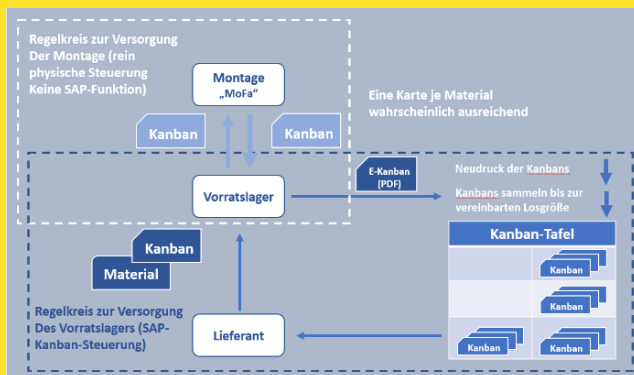 Regelkreis zur Versorgung
Der Montage (rein
physische Steuerung
Keine SAP-Funktion)
Montage
„MoFa“
Eine Karte je Material
wahrscheinlich ausreichend
Kanban
Kanban
E-Kanban
(PDF)
Neudruck der Kanbans
Vorratslager
Kanbans sammeln bis zur
vereinbarten Losgröße
Kanban-Tafel
Kanban
Kanban
Kanban
Kanban
Kanban
Material
Regelkreis zur Versorgung
Des Vorratslagers (SAP-
Kanban-Steuerung)
Lieferant